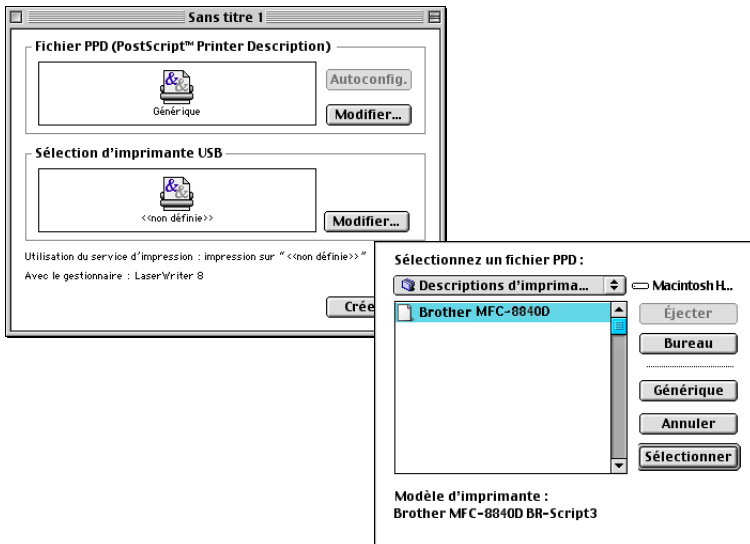 Sans titre 1
Fichier PPD (PostScript™ Printer Description)
Générique
Autoconfig.
Modifier...
Sélection d'imprimante USB
<<non définie>>
Modifier...
Utilisation du service d'impression : impression sur "<<non définie>>"
Avec le gestionnaire : LaserWriter 8
Crée
Sélectionnez un fichier PPD :
Descriptions d'imprima...
Macintosh H...
Brother MFC-8840D
Éjecter
Bureau
Générique
Annuler
Sélectionner
Modèle d'imprimante :
Brother MFC-8840D BR-Script3